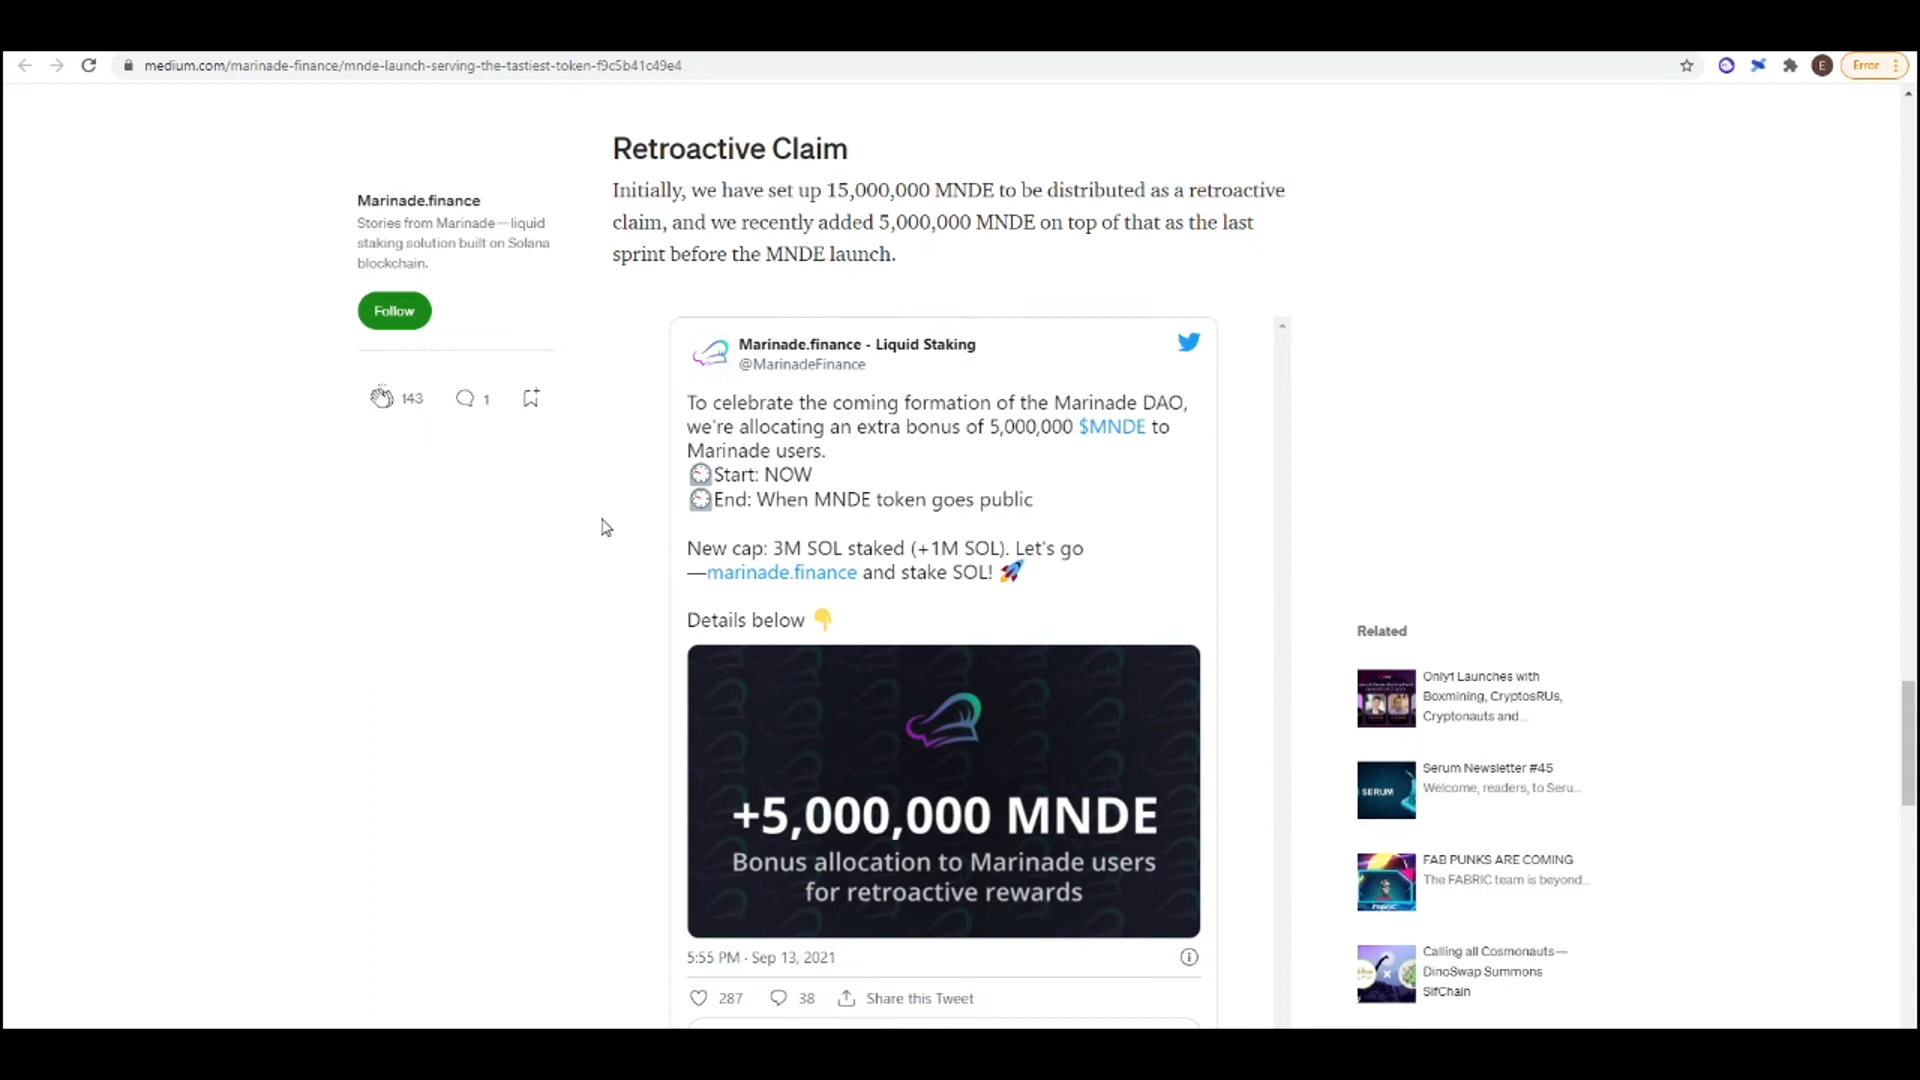 medium.com/marinade-finance/mnde-launch-serving-the-tastiest-token-f9c5b41c49e4
E
Error
Retroactive Claim
Initially, we have set up 15,000,000 MNDE to be distributed as a retroactive
claim, and we recently added 5,000,000 MNDE on top of that as the last
sprint before the MNDE launch.
Marinade.finance
Stories from Marinade—liquid
staking solution built on Solana
blockchain.
Follow
143
1
Marinade.finance - Liquid Staking
@MarinadeFinance
To celebrate the coming formation of the Marinade DAO,
we're allocating an extra bonus of 5,000,000 $MNDE to
Marinade users.
Start: NOW
End: When MNDE token goes public
New cap: 3M SOL staked (+1M SOL). Let's go
—marinade.finance and stake SOL! 🚀
Details below 👇
+5,000,000 MNDE
Bonus allocation to Marinade users
for retroactive rewards
5:55 PM · Sep 13, 2021
287
38
Share this Tweet
Related
Only1 Launches with
Boxmining, CryptosRUs,
Cryptonauts and...
SERUM
Serum Newsletter #45
Welcome, readers, to Seru...
FAB PUNKS ARE COMING
The FABRIC team is beyond...
Calling all Cosmonauts—
DinoSwap Summons
SifChain